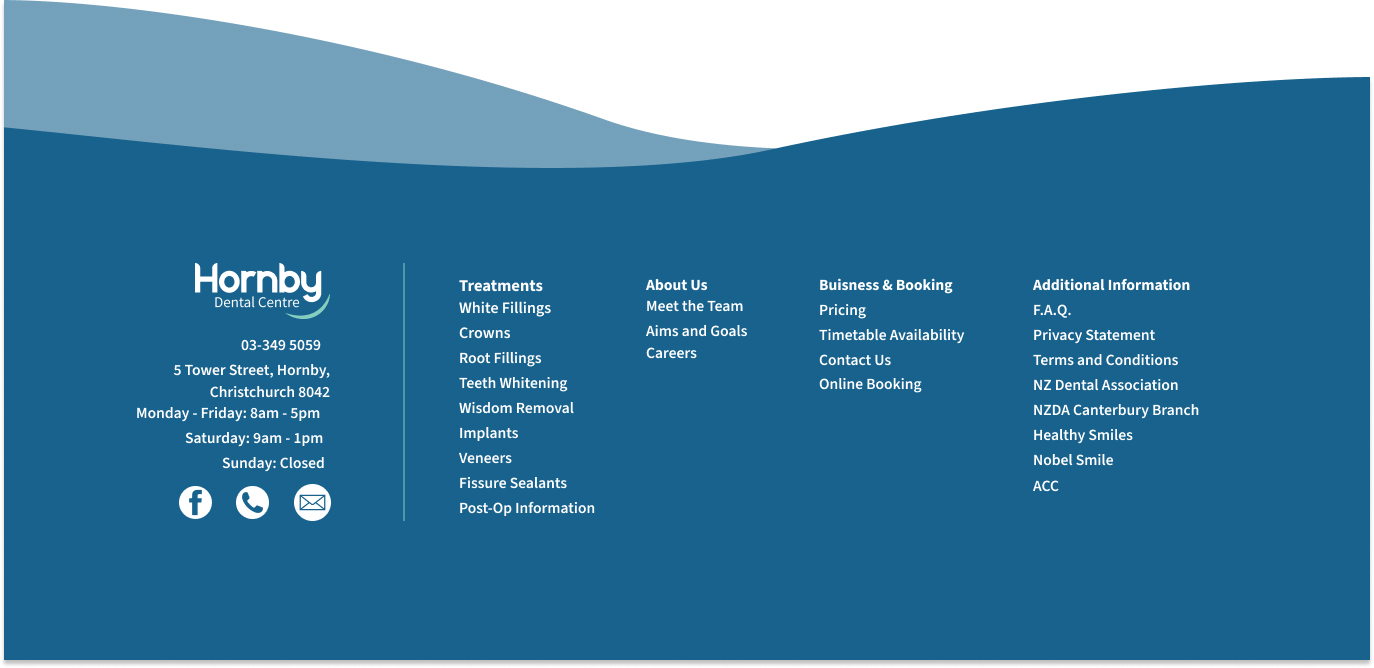 Hornby
Dental Centre
03-349 5059
5 Tower Street, Hornby,
Christchurch 8042
Monday - Friday: 8am - 5pm
Saturday: 9am - 1pm
Sunday: Closed
Treatments
White Fillings
Crowns
Root Fillings
Teeth Whitening
Wisdom Removal
Implants
Veneers
Fissure Sealants
Post-Op Information
About Us
Meet the Team
Aims and Goals
Careers
Buisness & Booking
Pricing
Timetable Availability
Contact Us
Online Booking
Additional Information
F.A.Q.
Privacy Statement
Terms and Conditions
NZ Dental Association
NZDA Canterbury Branch
Healthy Smiles
Nobel Smile
ACC